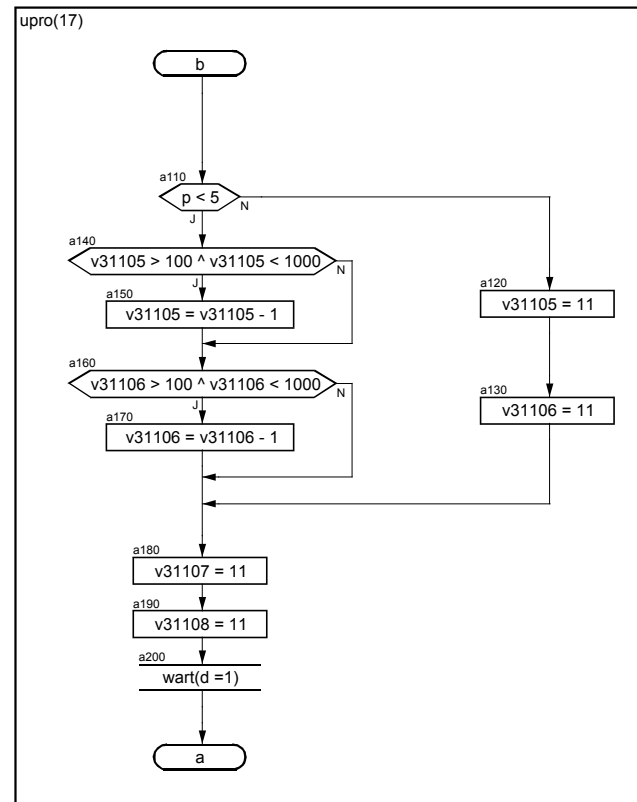 upro(17)
b
a110
p < 5
N
J
a140
v31105 > 100 ^ v31105 < 1000
N
J
a150
v31105 = v31105 - 1
a120
v31105 = 11
a160
v31106 > 100 ^ v31106 < 1000
N
J
a170
v31106 = v31106 - 1
a130
v31106 = 11
a180
v31107 = 11
a190
v31108 = 11
a200
wart(d =1)
a